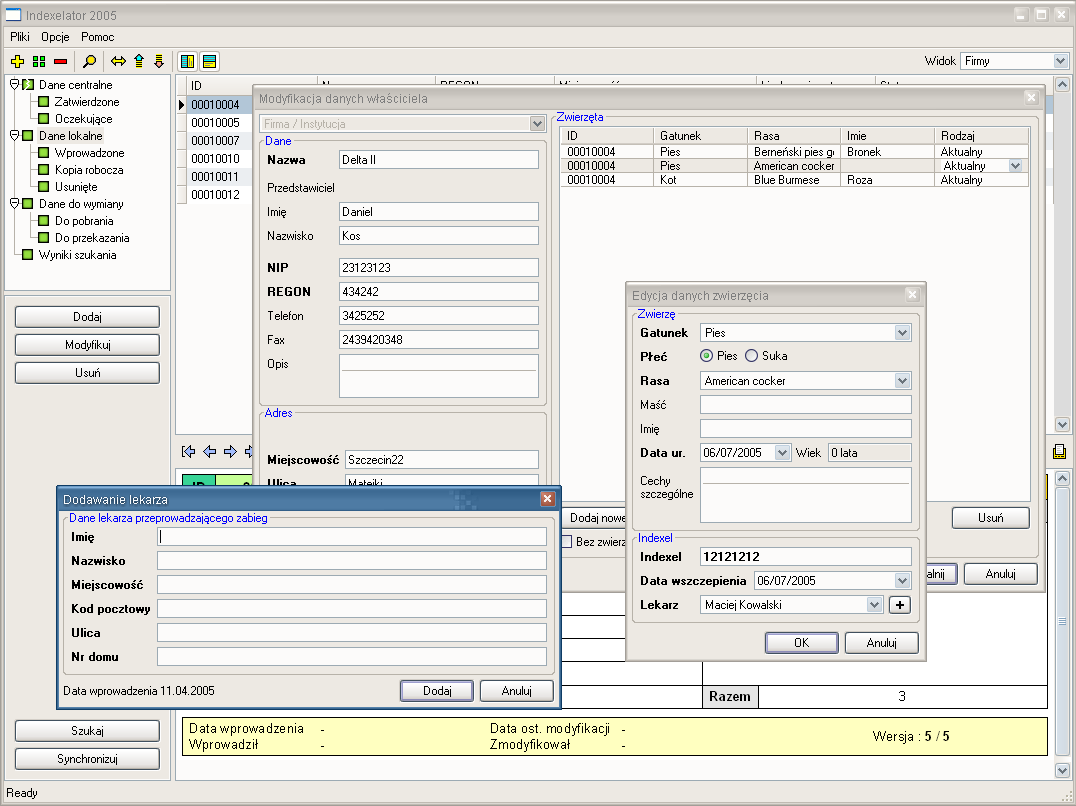 Indexelator 2005
Pliki Opcje Pomoc
Widok Firmy
Dane centralne
Zatwierdzone
Oczekujące
Dane lokalne
Wprowadzone
Kopia robocza
Usunięte
Dane do wymiany
Do pobrania
Do przekazania
Wyniki szukania
Dodaj
Modyfikuj
Usuń
Szukaj
Synchronizuj
Ready
ID
00010004
00010005
00010007
00010010
00010011
00010012
Modyfikacja danych właściciela
Firma / Instytucja
Dane
Nazwa Delta II
Przedstawiciel
Imię Daniel
Nazwisko Kos
NIP 23123123
REGON 434242
Telefon 3425252
Fax 2439420348
Opis
Adres
Miejscowość Szczecin22
Ulica Matejki
Zwierzęta
ID Gatunek Rasa Imie Rodzaj
00010004 Pies Berneński pies g Bronek Aktualny
00010004 Pies American cocker Aktualny
00010004 Kot Blue Burmese Roza Aktualny
Dodaj nowe
Usuń
Bez zwierz
alnij Anuluj
Edycja danych zwierzęcia
Zwierzę
Gatunek Pies
Płeć Pies Suka
Rasa American cocker
Maść
Imię
Data ur. 06/07/2005 Wiek 0 lata
Cechy
szczególne
Indexel
Indexel 12121212
Data wszczepienia 06/07/2005
Lekarz Maciej Kowalski +
OK Anuluj
Dodawanie lekarza
Dane lekarza przeprowadzającego zabieg
Imię
Nazwisko
Miejscowość
Kod pocztowy
Ulica
Nr domu
Data wprowadzenia 11.04.2005 Dodaj Anuluj
Razem 3
Data wprowadzenia - Data ost. modyfikacji -
Wprowadził - Zmodyfikował -
Wersja : 5 / 5